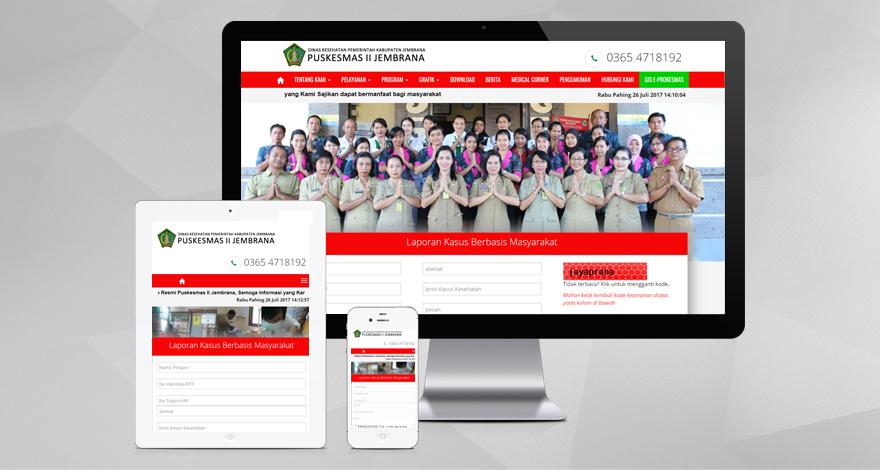 DINAS KESEHATAN PEMERINTAH KABUPATEN JEMBRANA
PUSKESMAS II JEMBRANA
0365 4718192
TENTANG KAMI PELAYANAN PROGRAM GRAFIK DOWNLOAD BERITA MEDICAL CORNER PENGUMUMAN HUBUNGI KAMI GIS E-PROKESMAS
yang Kami Sajikan dapat bermanfaat bagi masyarakat
Rabu Pahing 26 Juli 2017 14:10:04
Laporan Kasus Berbasis Masyarakat
alamat
Jenis Kasus Kesehatan
pesan
jayaprana
Tidak terbaca? Klik untuk mengganti kode.
Mohon ketik kembali kode keamanan diatas
pada kolom di bawah
DINAS KESEHATAN PEMERINTAH KABUPATEN JEMBRANA
PUSKESMAS II JEMBRANA
0365 4718192
Resmi Puskesmas II Jembrana, Semoga Informasi yang Kar
Rabu Pahing 26 Juli 2017 14:12:57
Laporan Kasus Berbasis Masyarakat
Nama Pelapor
No Identitas/KTP
No Telpon/HP
alamat
Jenis Kasus Kesehatan
PUSKESMAS II JEMBRANA
0365 4718192
Laporan Kasus Berbasis Masyarakat